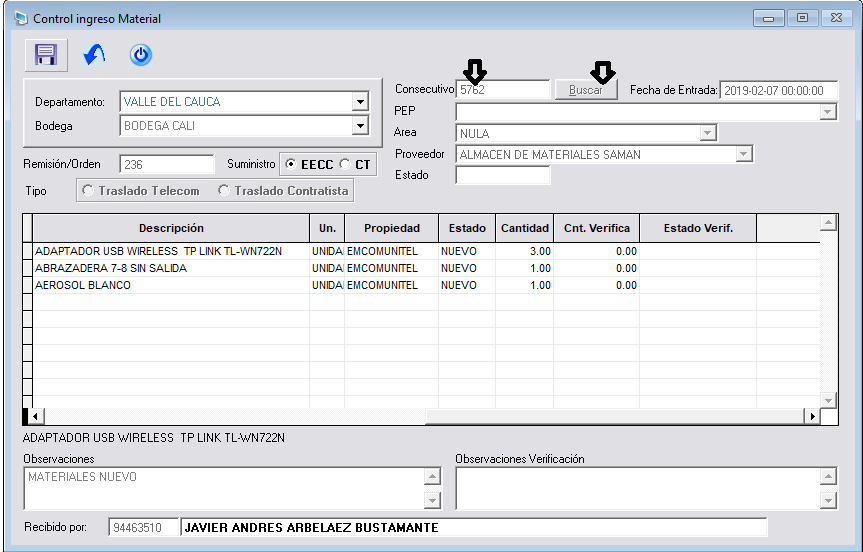 Control ingreso Material
Departamento: VALLE DEL CAUCA
Bodega BODEGA CALI
Consecutivo 5762 Buscar Fecha de Entrada: 2019-02-07 00:00:00
PEP
Area NULA
Proveedor ALMACEN DE MATERIALES SAMAN
Estado
Remisión/Orden 236 Suministro EECC CT
Tipo Traslado Telecom Traslado Contratista
Descripción Un. Propiedad Estado Cantidad Cnt. Verifica Estado Verif.
ADAPTADOR USB WIRELESS TP LINK TL-WN722N UNIDA EMCOMUNITEL NUEVO 3.00 0.00
ABRAZADERA 7-8 SIN SALIDA UNIDA EMCOMUNITEL NUEVO 1.00 0.00
AEROSOL BLANCO UNIDA EMCOMUNITEL NUEVO 1.00 0.00
ADAPTADOR USB WIRELESS TP LINK TL-WN722N
Observaciones
MATERIALES NUEVO
Observaciones Verificación
Recibido por: 94463510 JAVIER ANDRES ARBELAEZ BUSTAMANTE